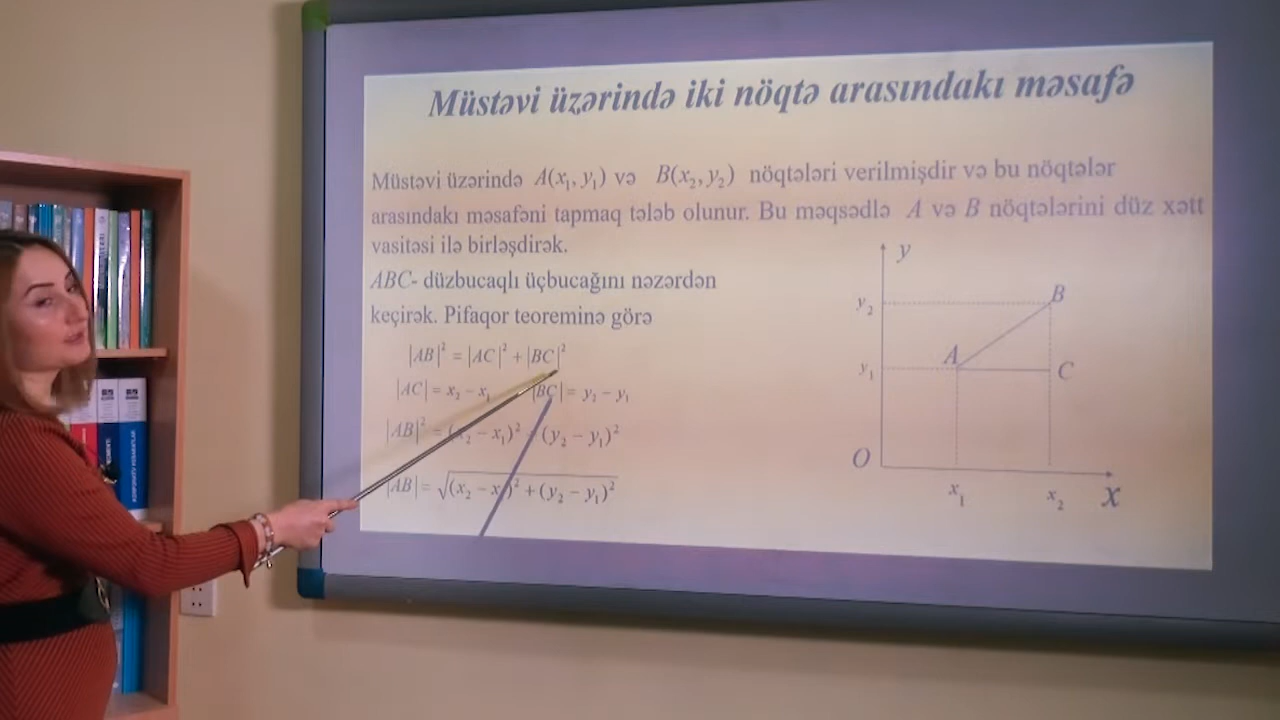 Müstəvi üzərində iki nöqtə arasındakı məsafə
Müstəvi üzərində A(x₁, y₁) və B(x₂, y₂) nöqtələri verilmişdir və bu nöqtələr
arasındakı məsafəni tapmaq tələb olunur. Bu məqsədlə A və B nöqtələrini düz xətt
vasitəsi ilə birləşdirək.
ABC- düzbucaqlı üçbucağını nəzərdən
keçirək. Pifaqor teoreminə görə
|AB|² = |AC|² + |BC|²
|AC| = x₂ − x₁ |BC| = y₂ − y₁
|AB|² = (x₂ − x₁)² + (y₂ − y₁)²
|AB| = √(x₂ − x₁)² + (y₂ − y₁)²
y
y₂ B
y₁ A C
O
x₁ x₂ x